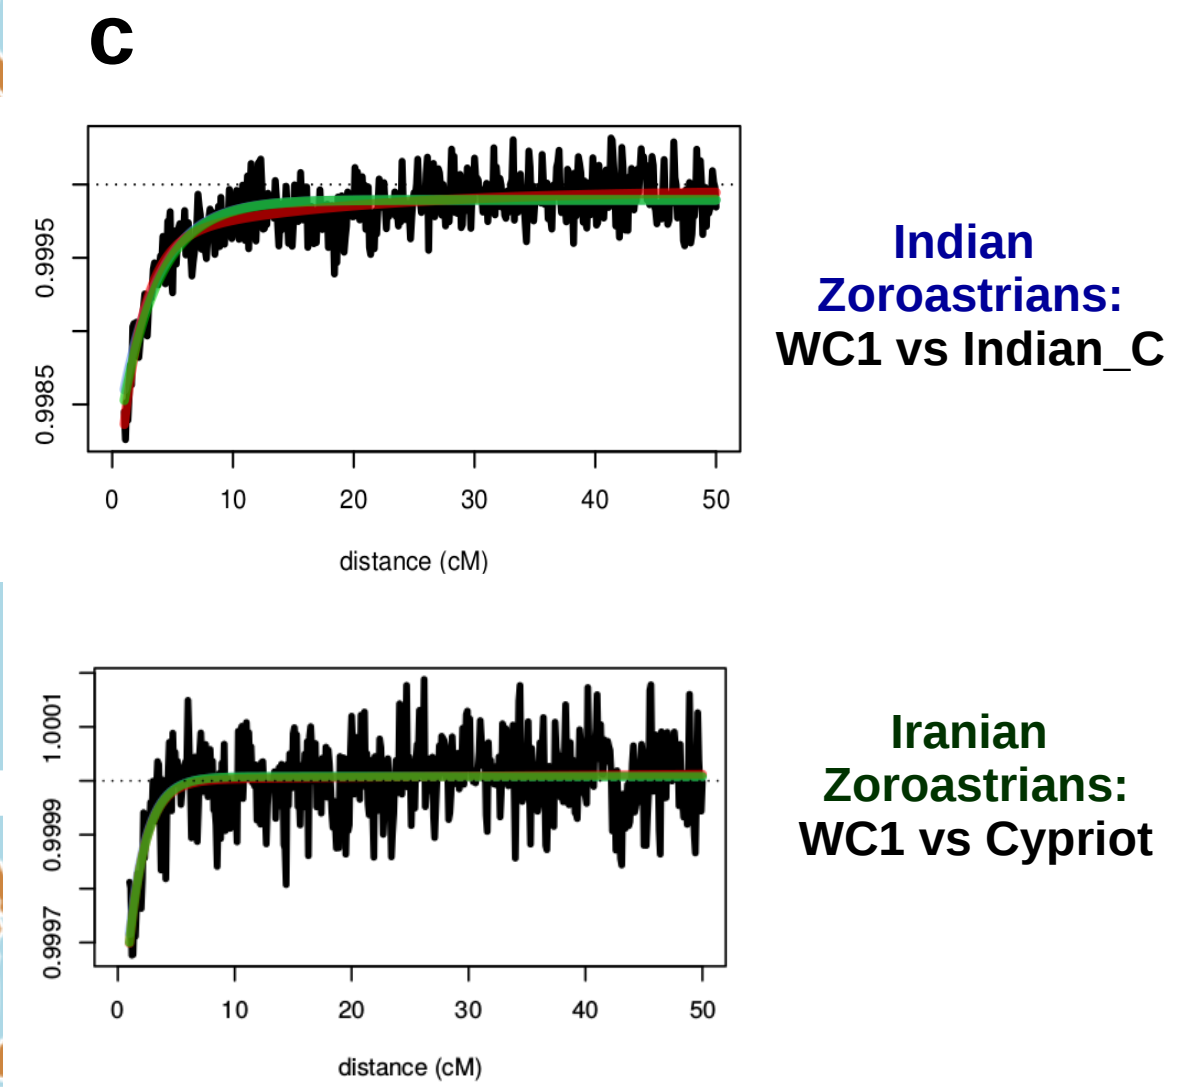 c
0.9995
0.9985
0 10 20 30 40 50
distance (cM)
Indian
Zoroastrians:
WC1 vs Indian_C
1.0001
0.9999
0.9997
0 10 20 30 40 50
distance (cM)
Iranian
Zoroastrians:
WC1 vs Cypriot